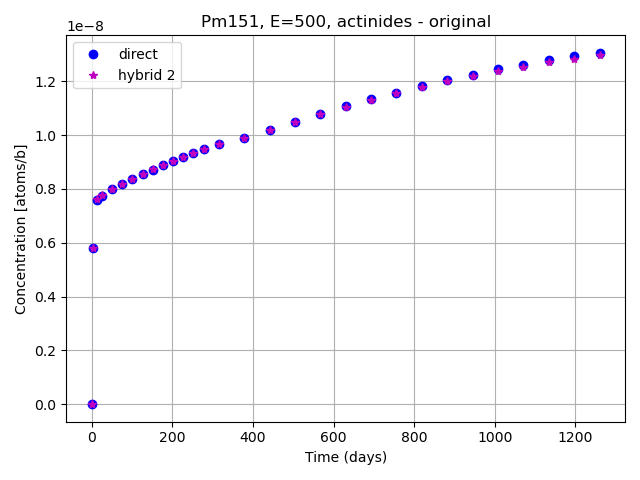 Pm151, E=500, actinides - original
1e−8
direct
hybrid 2
1.2
1.0
0.8
0.6
0.4
0.2
0.0
Concentration [atoms/b]
0 200 400 600 800 1000 1200
Time (days)